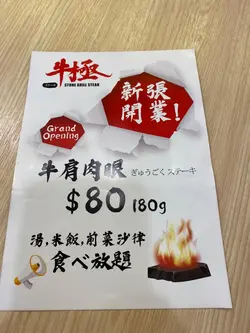 牛極
STONE GRILL STEAK
新張
開業!
Grand
Opening
牛肩肉眼 ぎゅうごくステーキ
$80 180g
湯,米飯,前菜沙律
食べ放題